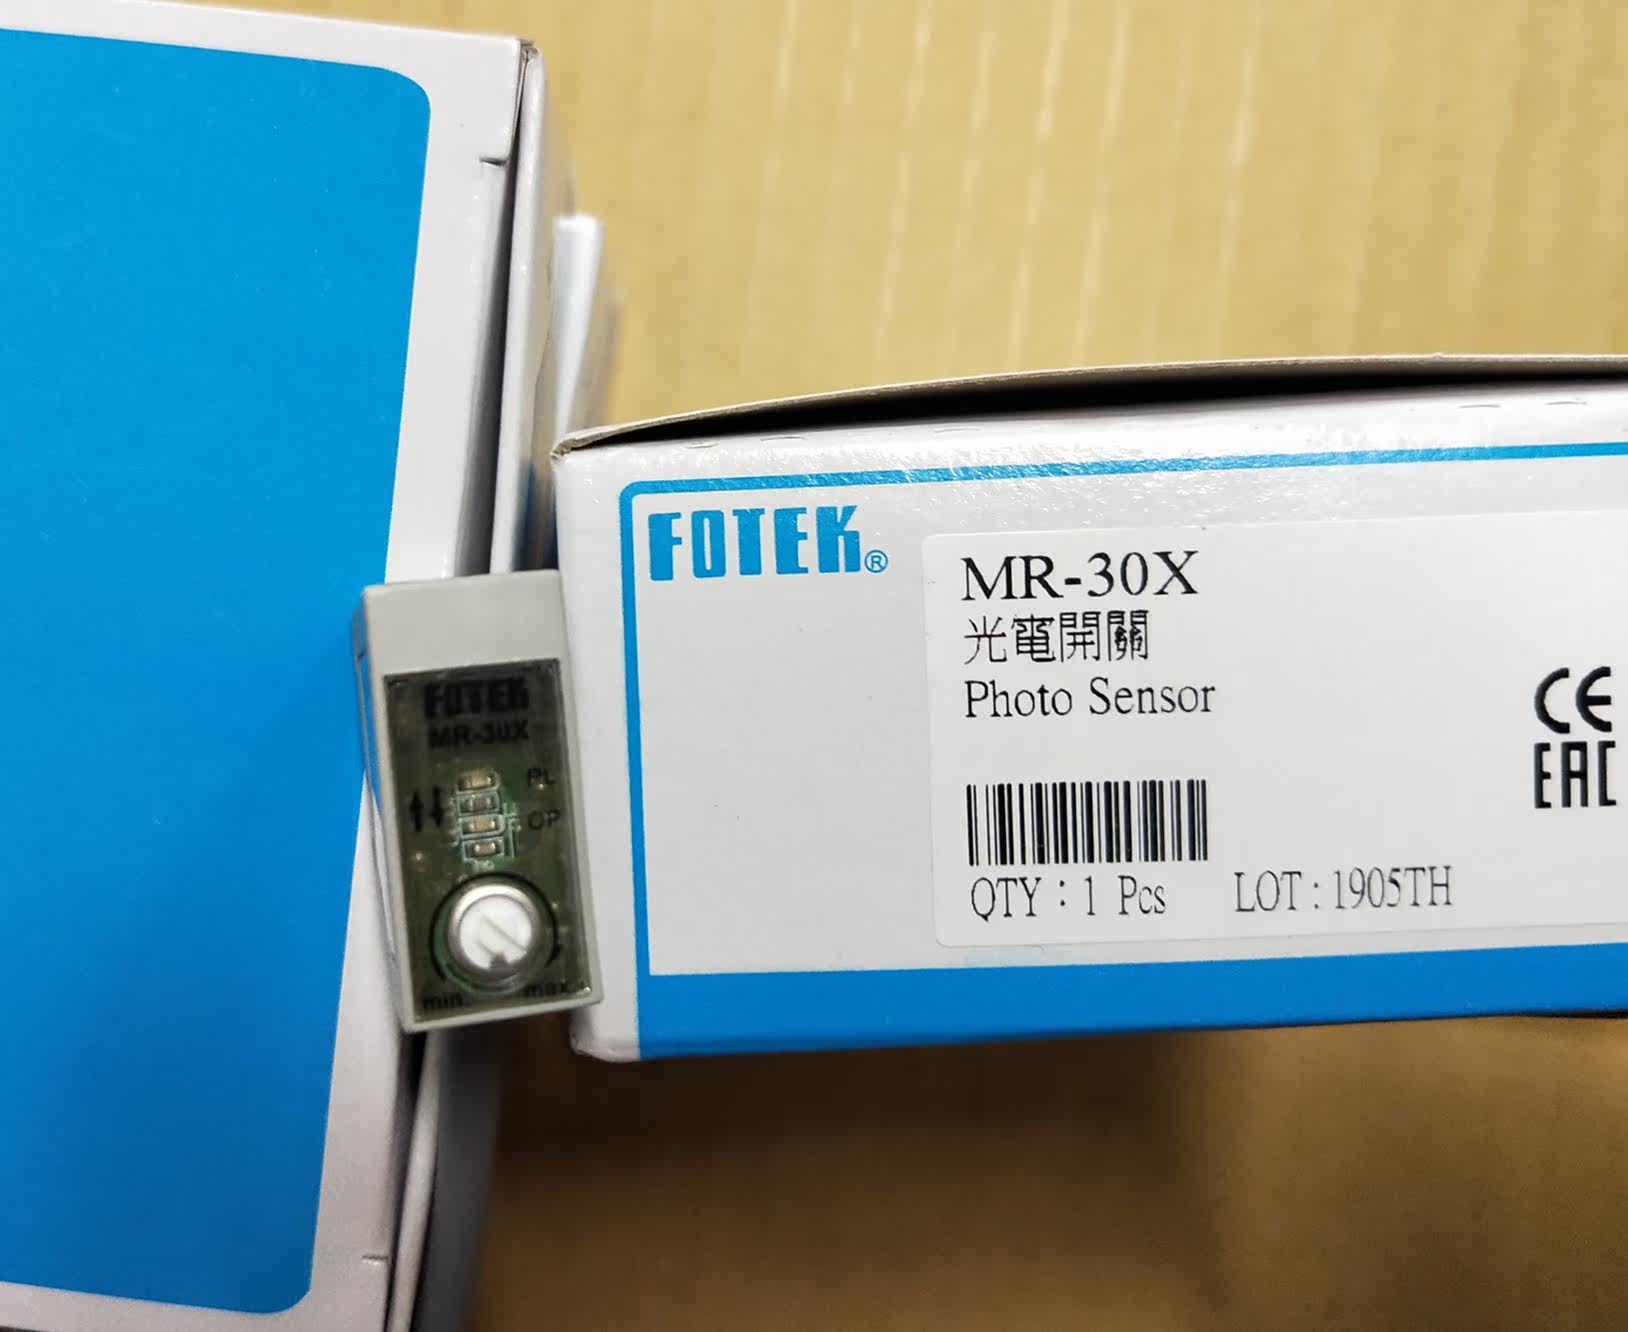 FOTEK®
MR-30X
光電開關
Photo Sensor
CE
EAC
QTY : 1 Pcs LOT : 1905TH
FOTEK
MR-30X
PL
OP
min. max.